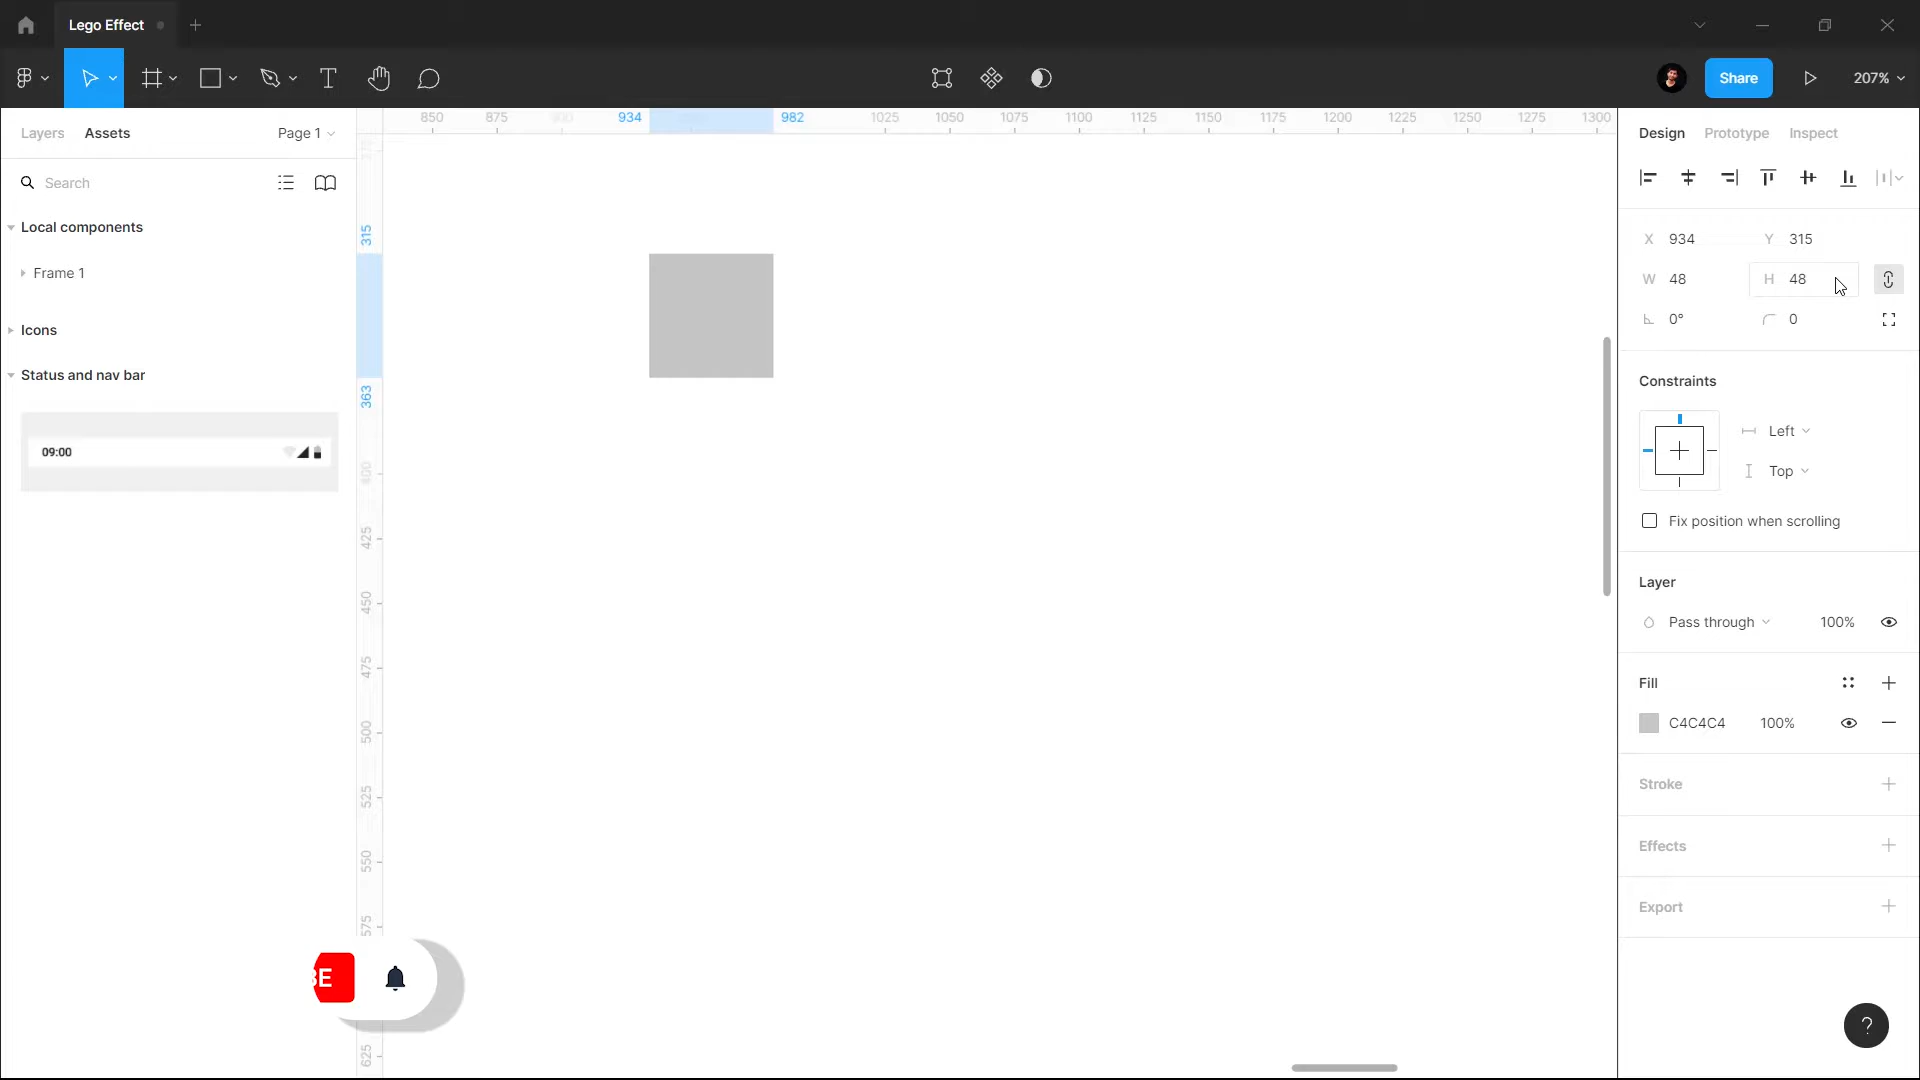 Lego Effect
Share
207%
Layers Assets Page 1
850 875 900 934 982 1025 1050 1075 1100 1125 1150 1175 1200 1225 1250 1275 1300
Design Prototype Inspect
Search
Local components
Frame 1
Icons
Status and nav bar
09:00
315
363
400
425
450
475
500
525
550
575
625
X 934 Y 315
W 48 H 48
0° 0
Constraints
Left
Top
Fix position when scrolling
Layer
Pass through 100%
Fill
C4C4C4 100%
Stroke
Effects
Export
BE
?